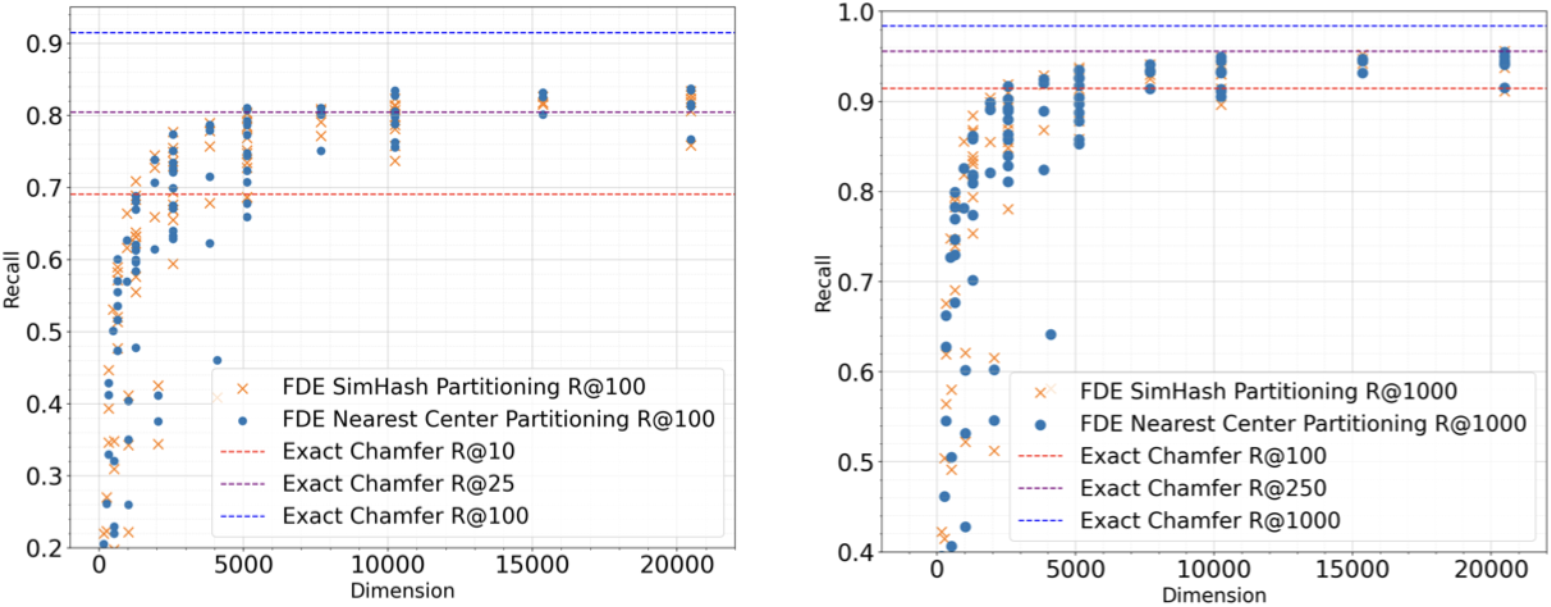 0.9
0.8
0.7
0.6
0.5
0.4
0.3
0.2
Recall
FDE SimHash Partitioning R@100
FDE Nearest Center Partitioning R@100
Exact Chamfer R@10
Exact Chamfer R@25
Exact Chamfer R@100
0 5000 10000 15000 20000
Dimension
1.0
0.9
0.8
0.7
0.6
0.5
0.4
Recall
FDE SimHash Partitioning R@1000
FDE Nearest Center Partitioning R@1000
Exact Chamfer R@100
Exact Chamfer R@250
Exact Chamfer R@1000
0 5000 10000 15000 20000
Dimension